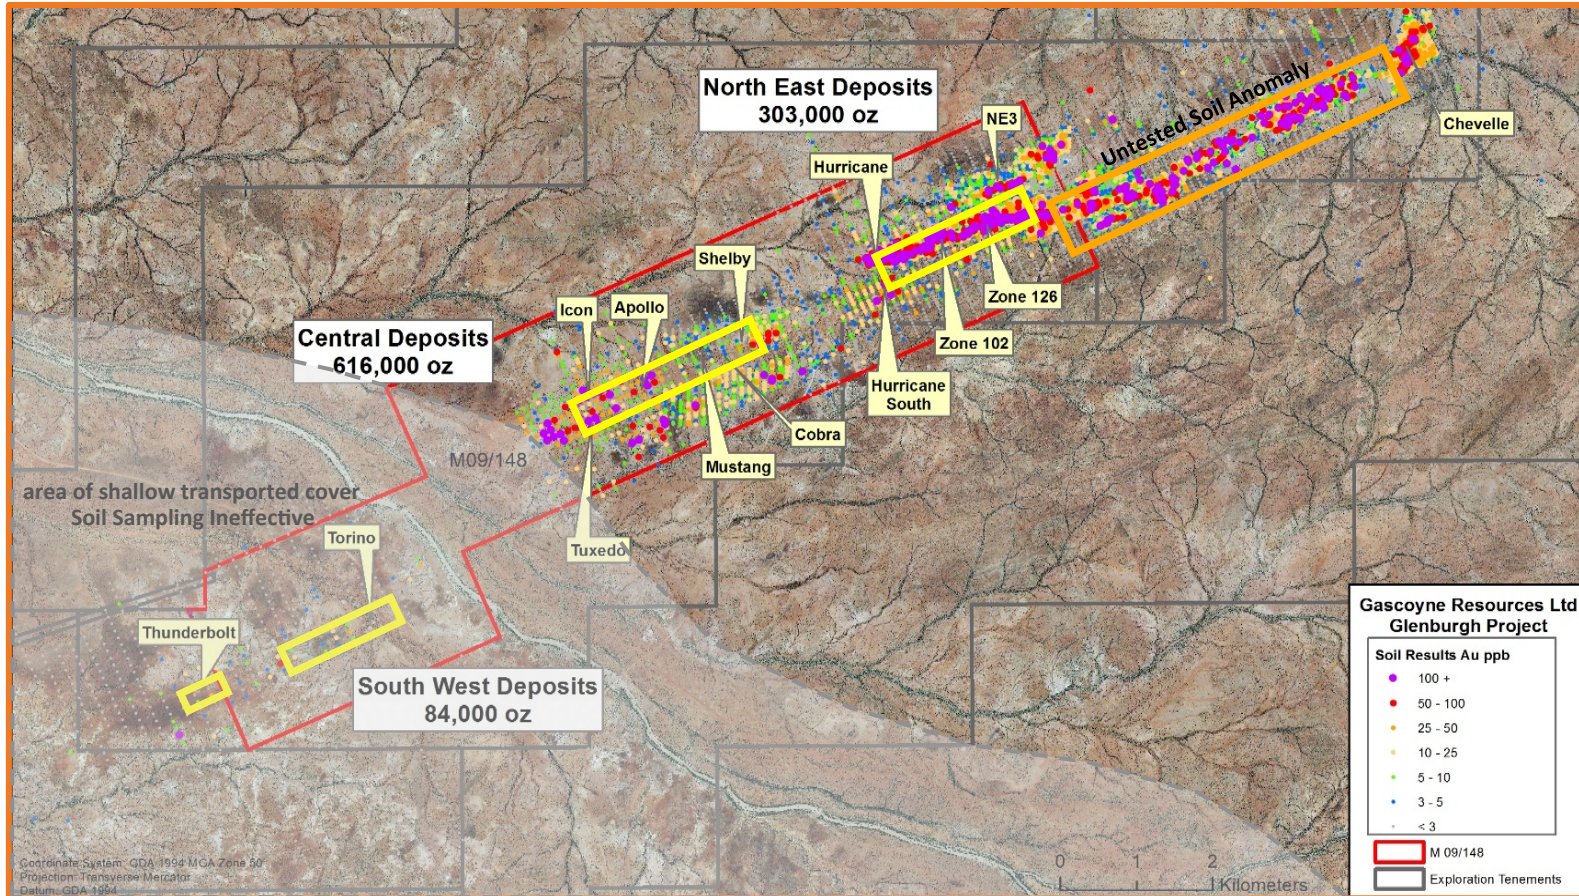 North East Deposits
303,000 oz
Untested Soil Anomaly
NE3
Chevelle
Hurricane
Shelby
Zone 126
Icon
Apollo
Zone 102
Central Deposits
616,000 oz
Hurricane
South
Cobra
Mustang
M09/148
area of shallow transported cover
Soil Sampling Ineffective
Torino
Tuxedo
Thunderbolt
South West Deposits
84,000 oz
Gascoyne Resources Ltd
Glenburgh Project
Soil Results Au ppb
100 +
50 - 100
25 - 50
10 - 25
5 - 10
3 - 5
< 3
M 09/148
Exploration Tenements
0 1 2
Kilometers
Coordinate System: GDA 1994 MGA Zone 50
Projection: Transverse Mercator
Datum: GDA 1994